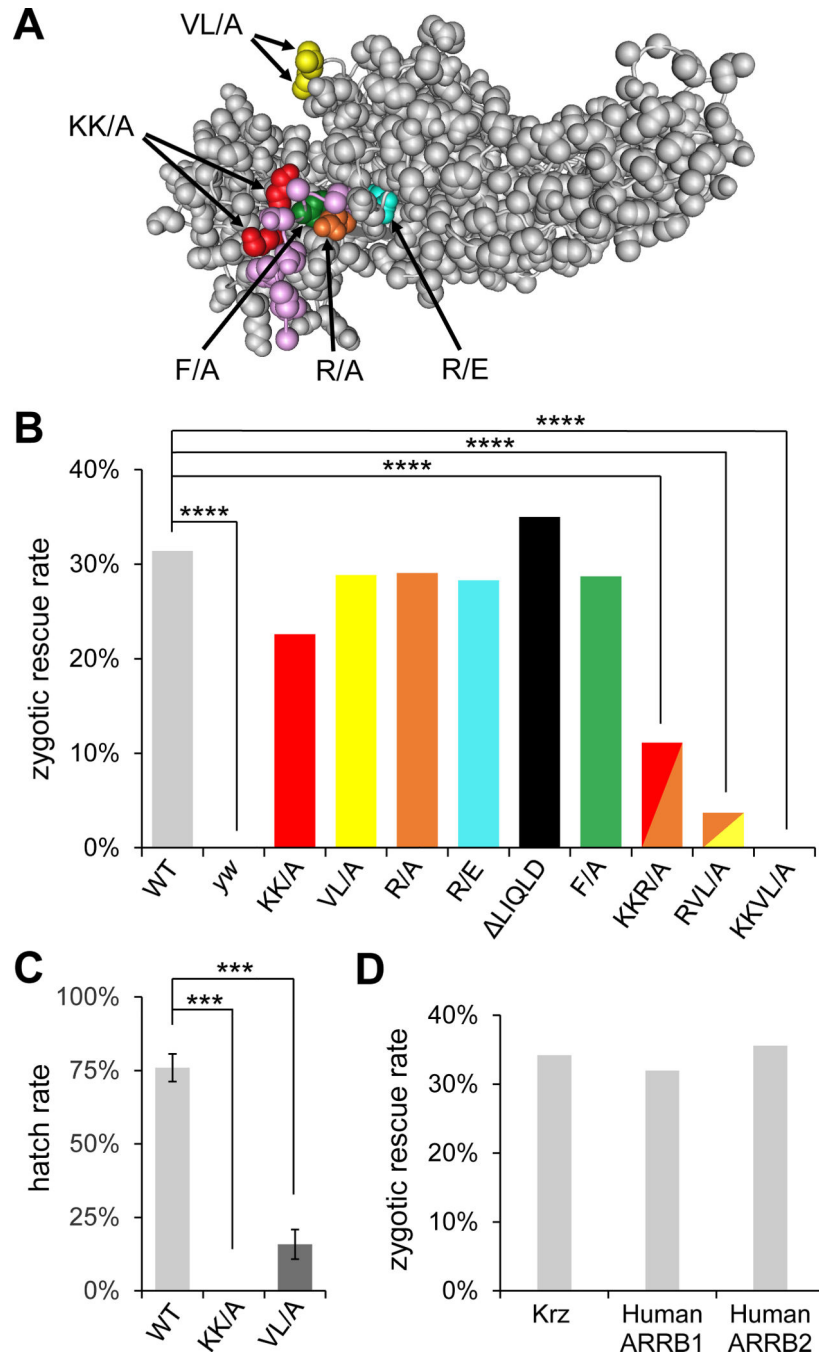 A
VL/A
KK/A
F/A
R/A
R/E
B
****
****
****
****
40%
30%
20%
10%
0%
zygotic rescue rate
WT
yw
KK/A
VL/A
R/A
R/E
ΔLIQLD
F/A
KKR/A
RVL/A
KKVL/A
C
***
***
100%
75%
50%
25%
0%
hatch rate
WT
KK/A
VL/A
D
40%
30%
20%
10%
0%
zygotic rescue rate
Krz
Human
ARRB1
Human
ARRB2